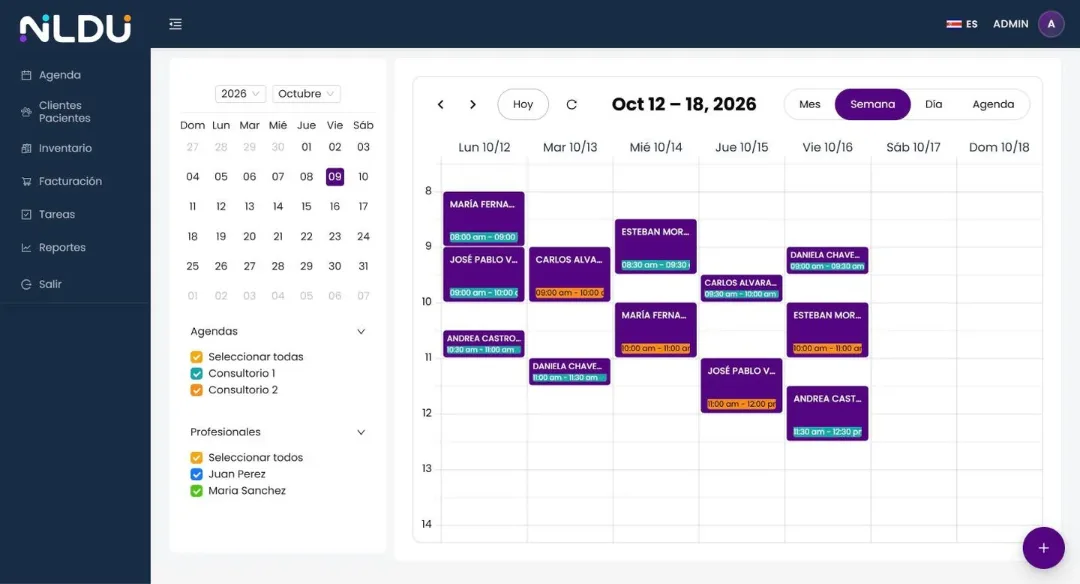 NiLDU
ES ADMIN A
Agenda
Clientes
Pacientes
Inventario
Facturación
Tareas
Reportes
Salir
2026 Octubre
Dom Lun Mar Mié Jue Vie Sáb
27 28 29 30 01 02 03
04 05 06 07 08 09 10
11 12 13 14 15 16 17
18 19 20 21 22 23 24
25 26 27 28 29 30 31
01 02 03 04 05 06 07
Agendas
Seleccionar todas
Consultorio 1
Consultorio 2
Profesionales
Seleccionar todos
Juan Perez
Maria Sanchez
Hoy
Oct 12 – 18, 2026
Mes Semana Día Agenda
Lun 10/12 Mar 10/13 Mié 10/14 Jue 10/15 Vie 10/16 Sáb 10/17 Dom 10/18
8
9
10
11
12
13
14
MARÍA FERNA...
08:00 am - 09:00
JOSÉ PABLO V...
09:00 am - 10:00
ANDREA CASTRO...
10:30 am - 11:00 am
CARLOS ALVA...
09:00 am - 10:00
DANIELA CHAVE...
11:00 am - 11:30 am
ESTEBAN MOR...
08:30 am - 09:30
MARÍA FERNA...
10:00 am - 11:00 am
CARLOS ALVARA...
09:30 am - 10:00 am
JOSÉ PABLO V...
11:00 am - 12:00 pm
DANIELA CHAVE...
09:00 am - 09:30 am
ESTEBAN MOR...
10:00 am - 11:00 am
ANDREA CAST...
11:30 am - 12:30 pm
+